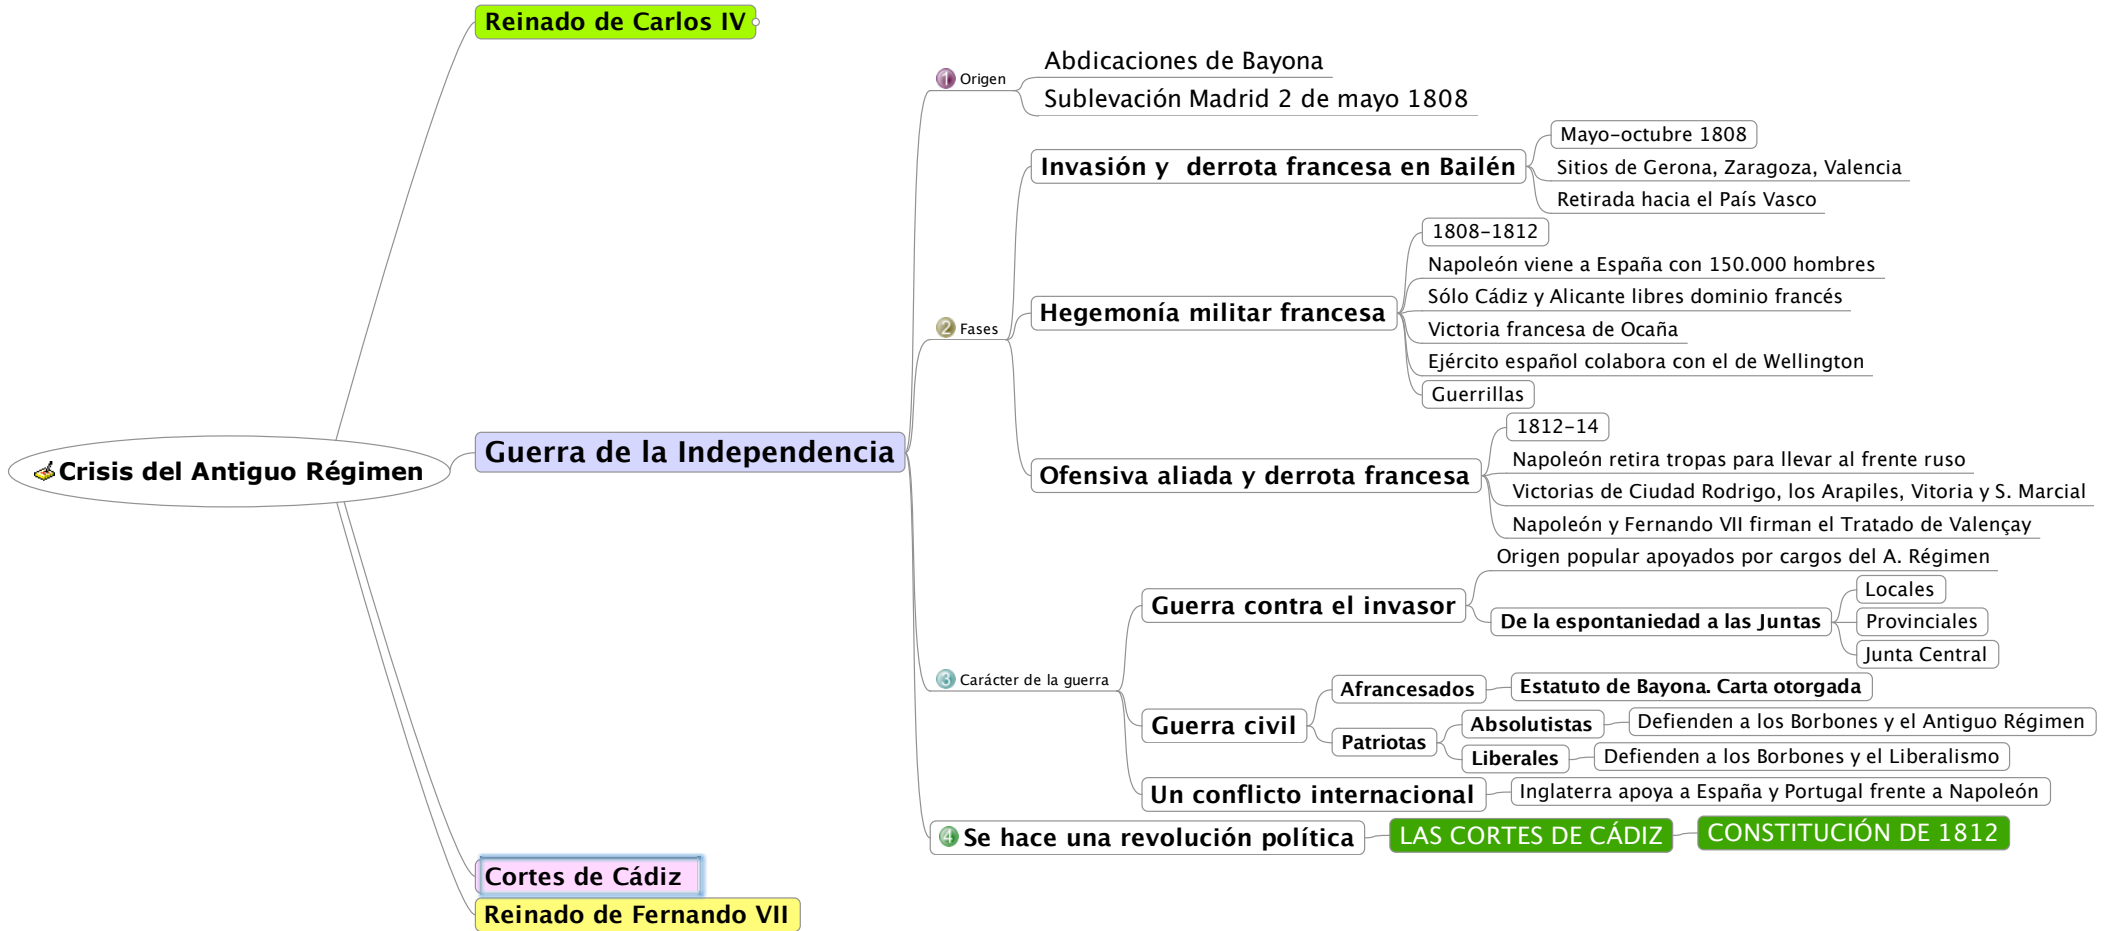 Crisis del Antiguo Régimen
Reinado de Carlos IV
Guerra de la Independencia
1 Origen
Abdicaciones de Bayona
Sublevación Madrid 2 de mayo 1808
2 Fases
Invasión y derrota francesa en Bailén
Mayo-octubre 1808
Sitios de Gerona, Zaragoza, Valencia
Retirada hacia el País Vasco
Hegemonía militar francesa
1808-1812
Napoleón viene a España con 150.000 hombres
Sólo Cádiz y Alicante libres dominio francés
Victoria francesa de Ocaña
Ejército español colabora con el de Wellington
Guerrillas
Ofensiva aliada y derrota francesa
1812-14
Napoleón retira tropas para llevar al frente ruso
Victorias de Ciudad Rodrigo, los Arapiles, Vitoria y S. Marcial
Napoleón y Fernando VII firman el Tratado de Valençay
3 Carácter de la guerra
Guerra contra el invasor
Origen popular apoyados por cargos del A. Régimen
De la espontaniedad a las Juntas
Locales
Provinciales
Junta Central
Guerra civil
Afrancesados
Estatuto de Bayona. Carta otorgada
Patriotas
Absolutistas
Defienden a los Borbones y el Antiguo Régimen
Liberales
Defienden a los Borbones y el Liberalismo
Un conflicto internacional
Inglaterra apoya a España y Portugal frente a Napoleón
4 Se hace una revolución política
LAS CORTES DE CÁDIZ
CONSTITUCIÓN DE 1812
Cortes de Cádiz
Reinado de Fernando VII